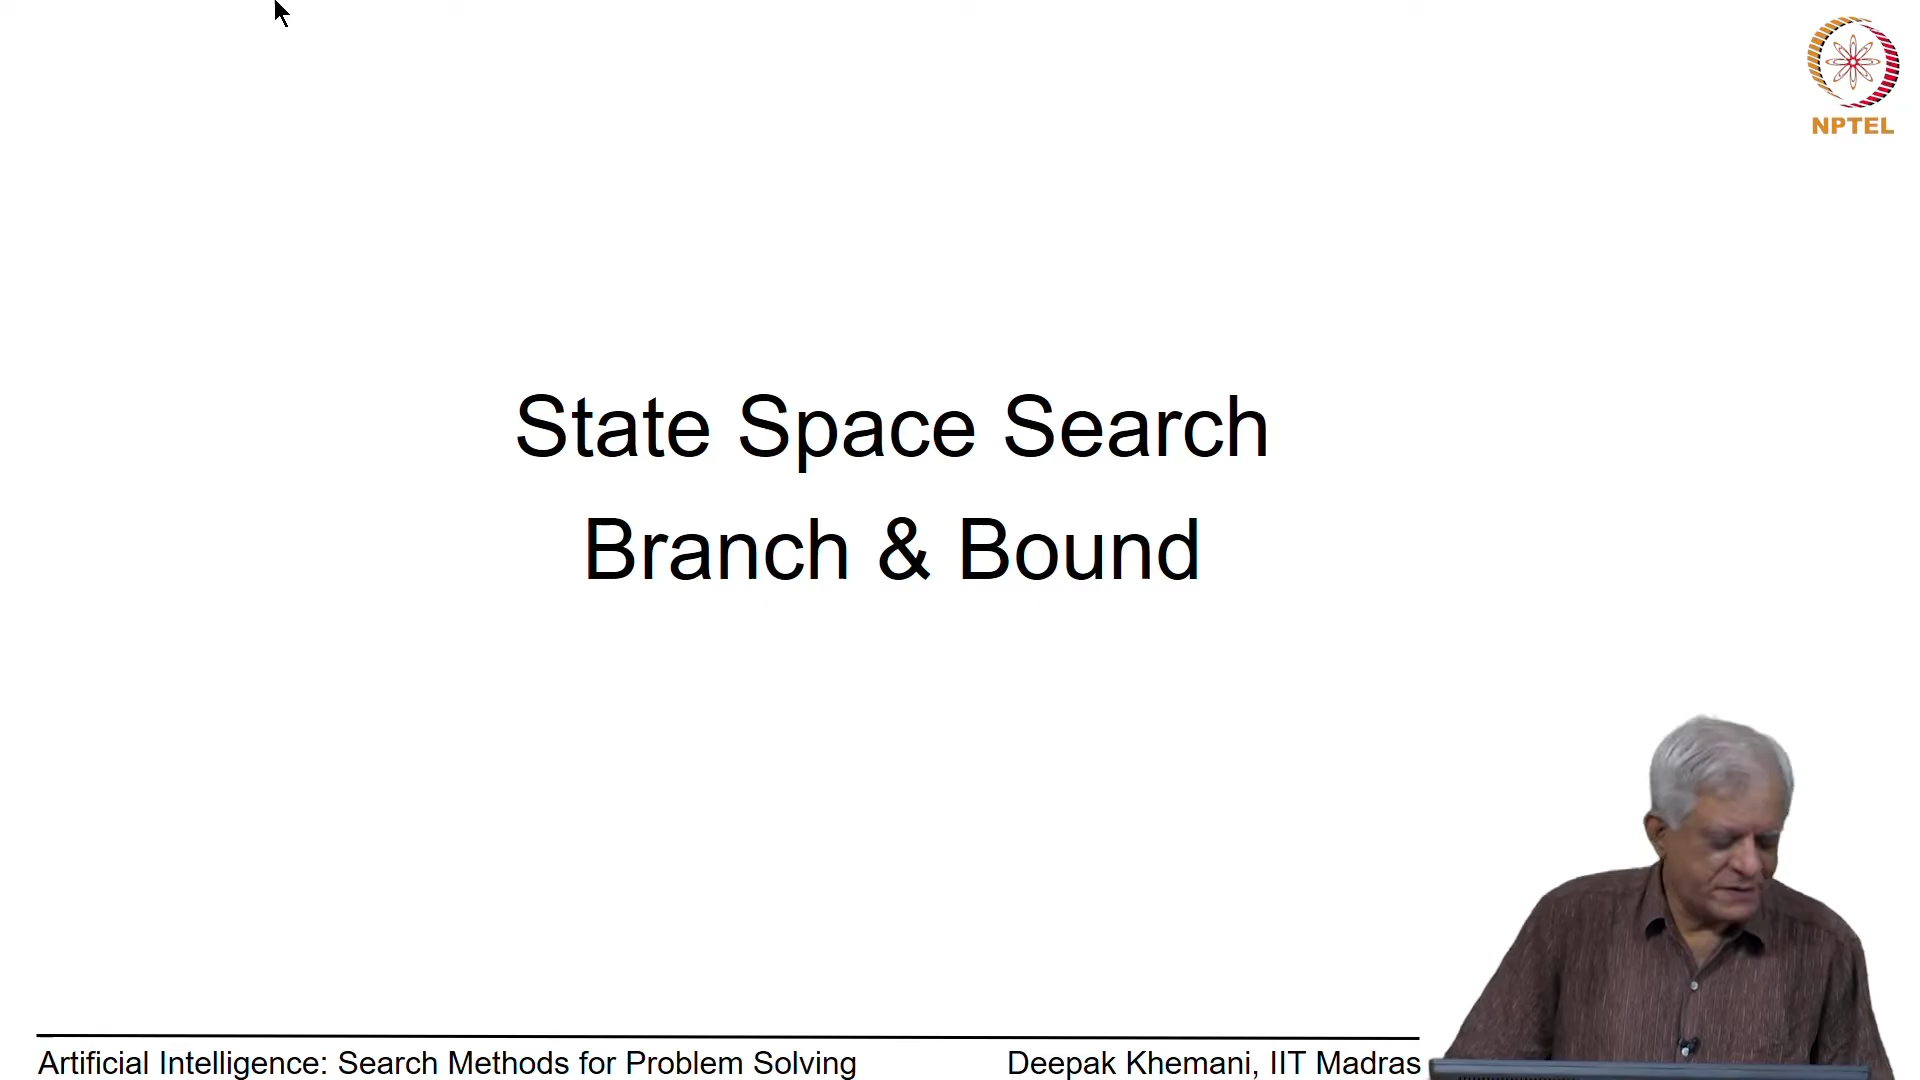 NPTEL
State Space Search
Branch & Bound
Artificial Intelligence: Search Methods for Problem Solving
Deepak Khemani, IIT Madras